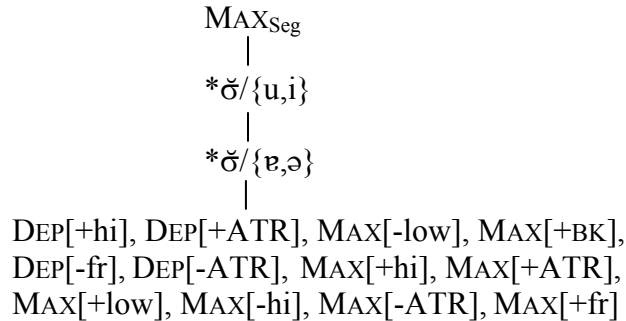 MAX_Seg
*σ̆/{u,i}
*σ̆/{ɐ,ə}
DEP[+hi], DEP[+ATR], MAX[-low], MAX[+BK],
DEP[-fr], DEP[-ATR], MAX[+hi], MAX[+ATR],
MAX[+low], MAX[-hi], MAX[-ATR], MAX[+fr]